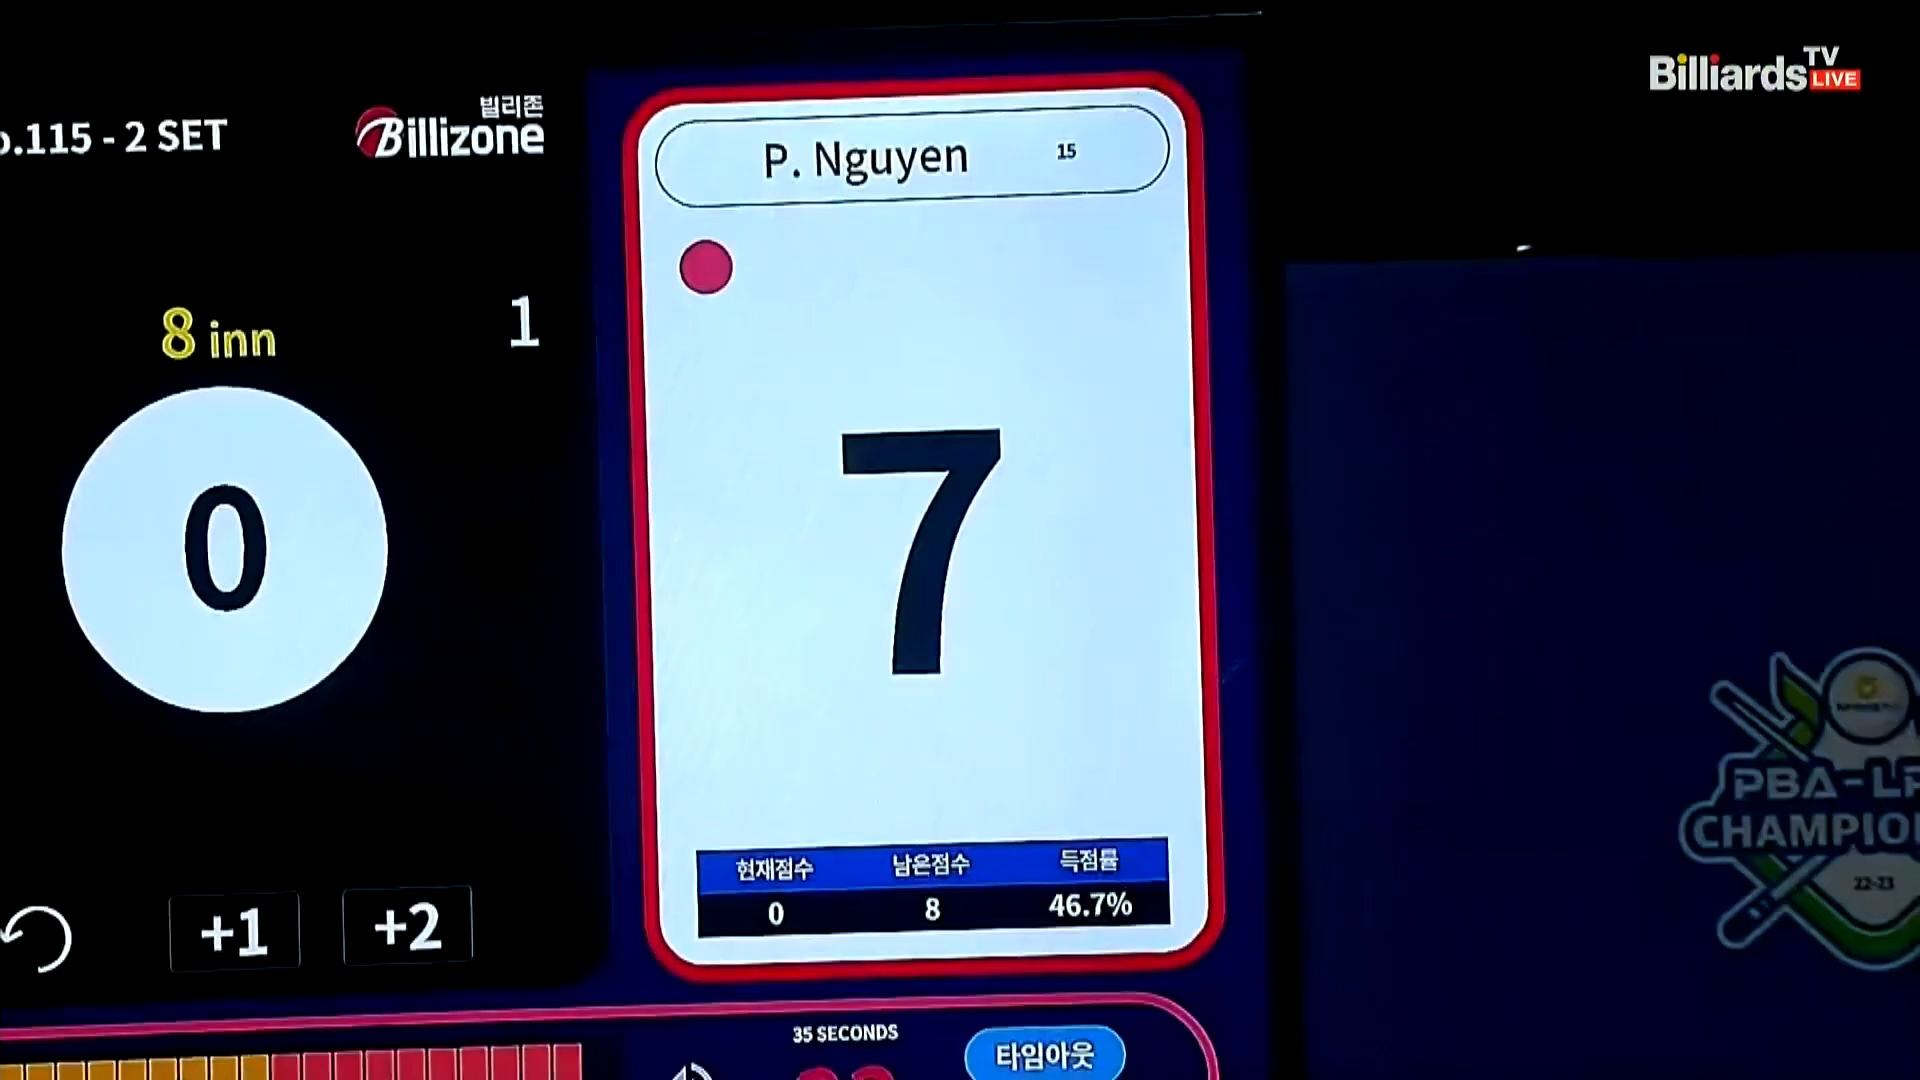 Billiards TV LIVE
.115 - 2 SET
빌리존
Billizone
P. Nguyen 15
8 inn
1
0
7
현재점수 남은점수 득점률
0 8 46.7%
+1 +2
35 SECONDS
타임아웃
PBA-LP
CHAMPIO
22-23